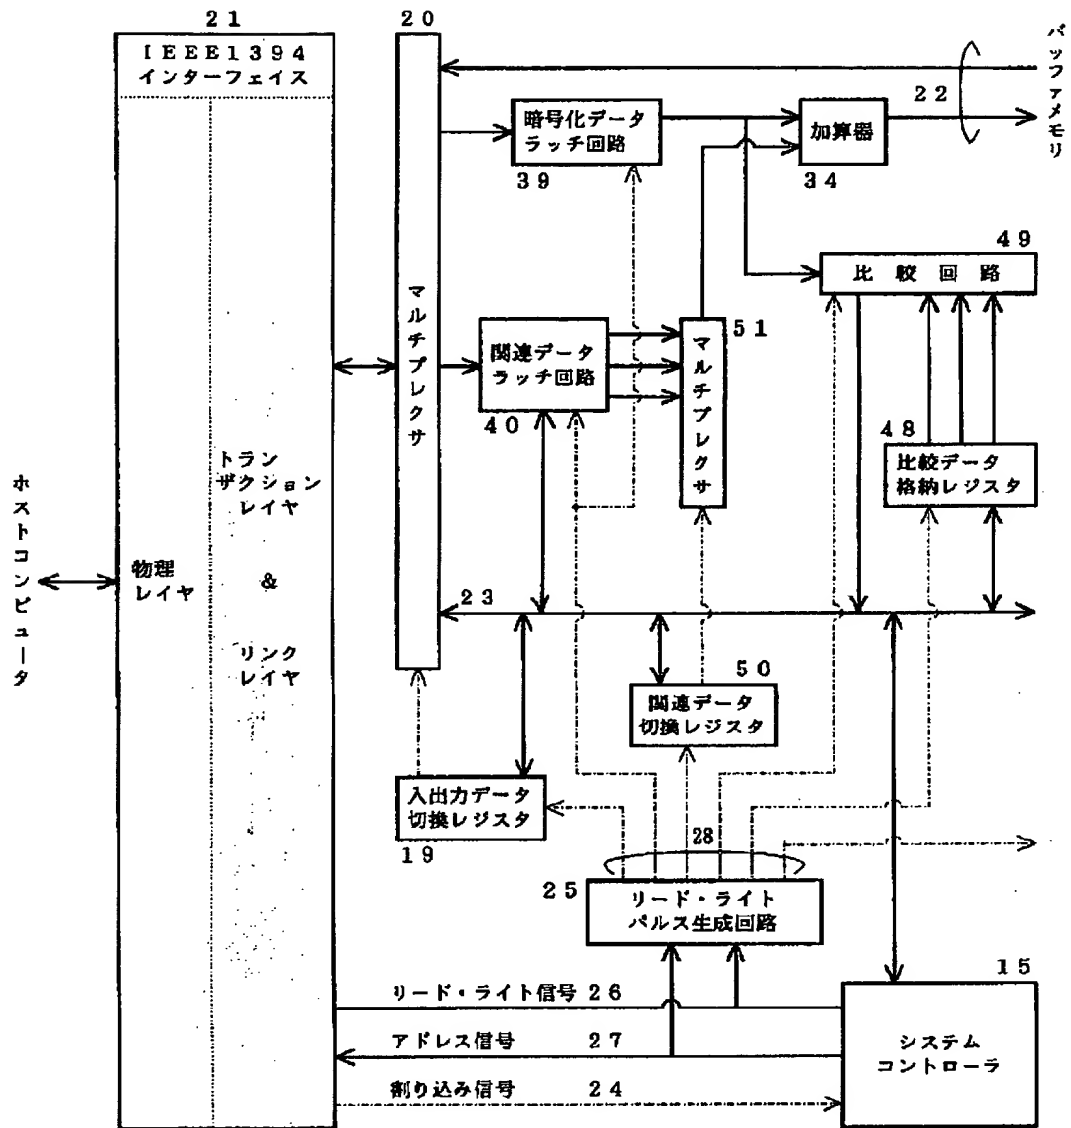 ２１
ＩＥＥＥ１３９４
インターフェイス
２０
バッファメモリ
２２
暗号化データ
ラッチ回路
３９
加算器
３４
４９
比較回路
マルチプレクサ
関連データ
ラッチ回路
４０
５１
マルチプレクサ
４８
比較データ
格納レジスタ
ホストコンピュータ
物理
レイヤ
トラン
ザクション
レイヤ
＆
リンク
レイヤ
２３
５０
関連データ
切換レジスタ
入出力データ
切換レジスタ
１９
28
２５
リード・ライト
パルス生成回路
リード・ライト信号 ２６
アドレス信号 ２７
割り込み信号 ２４
１５
システム
コントローラ